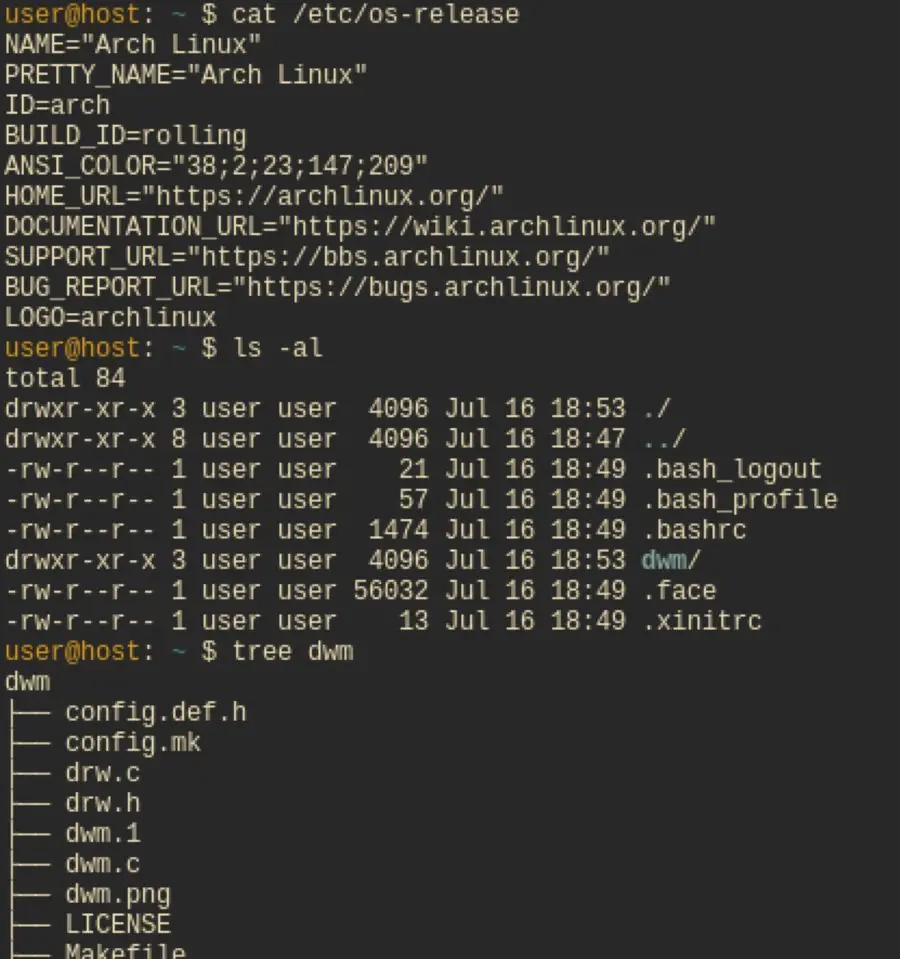 user@host: ~ $ cat /etc/os-release
NAME="Arch Linux"
PRETTY_NAME="Arch Linux"
ID=arch
BUILD_ID=rolling
ANSI_COLOR="38;2;23;147;209"
HOME_URL="https://archlinux.org/"
DOCUMENTATION_URL="https://wiki.archlinux.org/"
SUPPORT_URL="https://bbs.archlinux.org/"
BUG_REPORT_URL="https://bugs.archlinux.org/"
LOGO=archlinux
user@host: ~ $ ls -al
total 84
drwxr-xr-x 3 user user  4096 Jul 16 18:53 ./
drwxr-xr-x 8 user user  4096 Jul 16 18:47 ../
-rw-r--r-- 1 user user    21 Jul 16 18:49 .bash_logout
-rw-r--r-- 1 user user    57 Jul 16 18:49 .bash_profile
-rw-r--r-- 1 user user  1474 Jul 16 18:49 .bashrc
drwxr-xr-x 3 user user  4096 Jul 16 18:53 dwm/
-rw-r--r-- 1 user user 56032 Jul 16 18:49 .face
-rw-r--r-- 1 user user    13 Jul 16 18:49 .xinitrc
user@host: ~ $ tree dwm
dwm
├── config.def.h
├── config.mk
├── drw.c
├── drw.h
├── dwm.1
├── dwm.c
├── dwm.png
├── LICENSE
├── Makefile